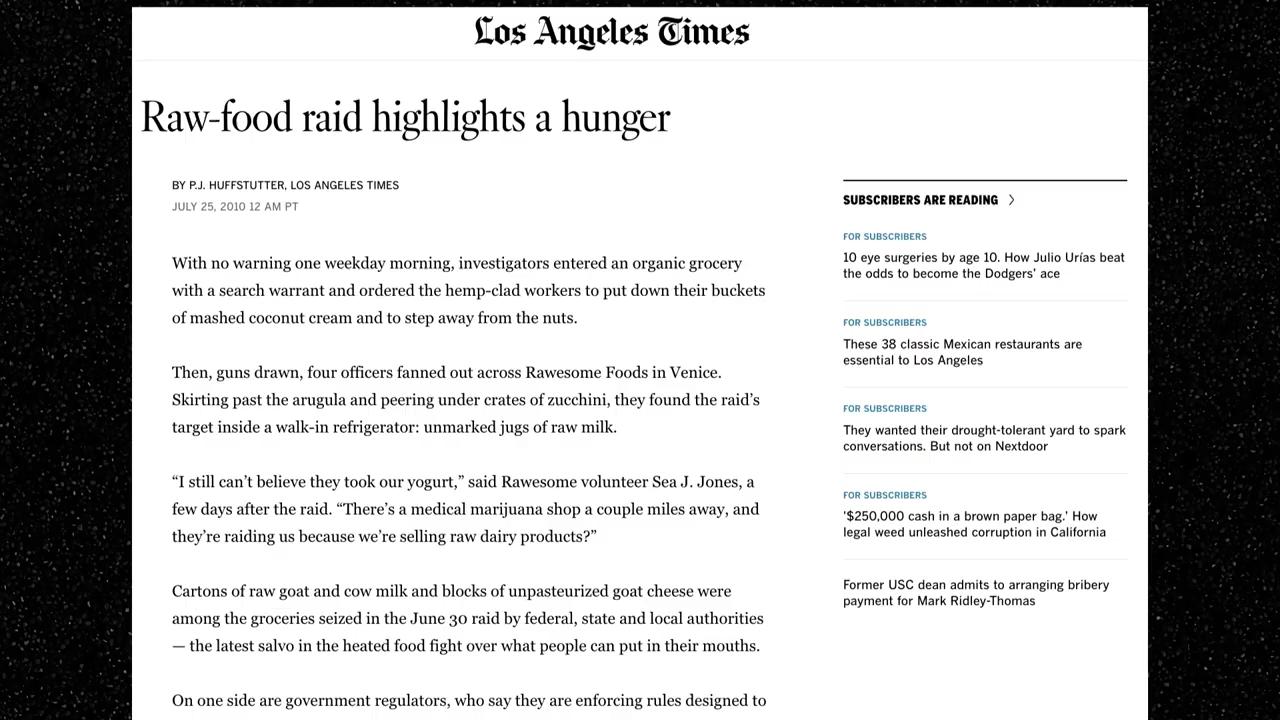 Los Angeles Times
Raw-food raid highlights a hunger
BY P.J. HUFFSTUTTER, LOS ANGELES TIMES
JULY 25, 2010 12 AM PT
With no warning one weekday morning, investigators entered an organic grocery
with a search warrant and ordered the hemp-clad workers to put down their buckets
of mashed coconut cream and to step away from the nuts.
Then, guns drawn, four officers fanned out across Rawesome Foods in Venice.
Skirting past the arugula and peering under crates of zucchini, they found the raid’s
target inside a walk-in refrigerator: unmarked jugs of raw milk.
“I still can’t believe they took our yogurt,” said Rawesome volunteer Sea J. Jones, a
few days after the raid. “There’s a medical marijuana shop a couple miles away, and
they’re raiding us because we’re selling raw dairy products?”
Cartons of raw goat and cow milk and blocks of unpasteurized goat cheese were
among the groceries seized in the June 30 raid by federal, state and local authorities
— the latest salvo in the heated food fight over what people can put in their mouths.
On one side are government regulators, who say they are enforcing rules designed to
SUBSCRIBERS ARE READING >
FOR SUBSCRIBERS
10 eye surgeries by age 10. How Julio Urías beat
the odds to become the Dodgers’ ace
FOR SUBSCRIBERS
These 38 classic Mexican restaurants are
essential to Los Angeles
FOR SUBSCRIBERS
They wanted their drought-tolerant yard to spark
conversations. But not on Nextdoor
FOR SUBSCRIBERS
'$250,000 cash in a brown paper bag.' How
legal weed unleashed corruption in California
Former USC dean admits to arranging bribery
payment for Mark Ridley-Thomas